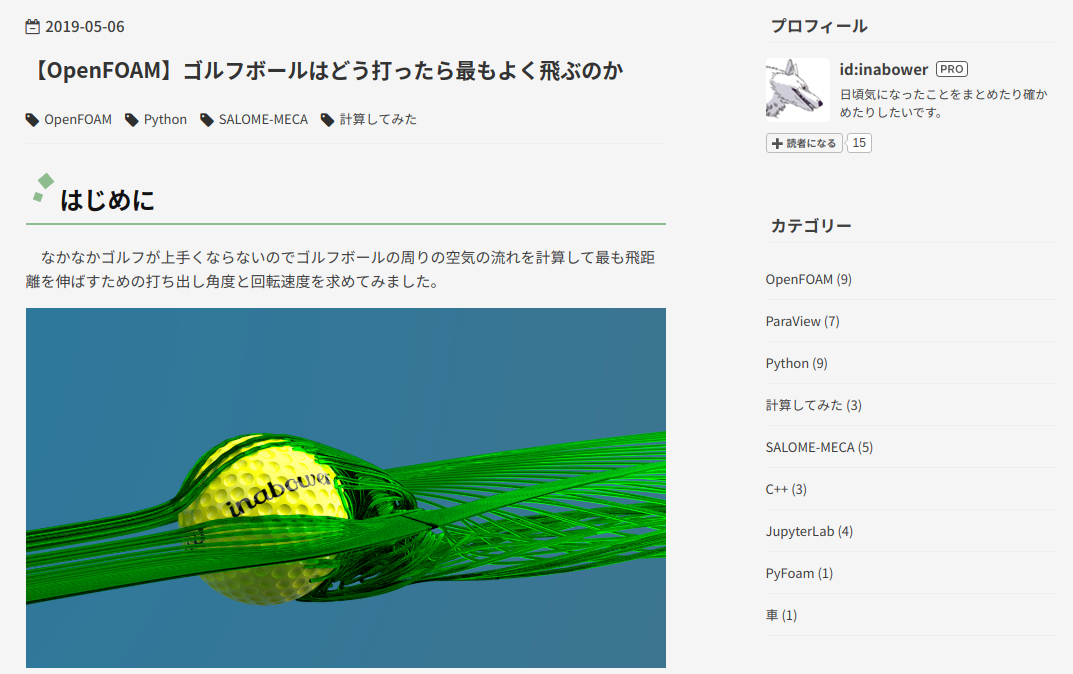 2019-05-06
【OpenFOAM】ゴルフボールはどう打ったら最もよく飛ぶのか
OpenFOAM Python SALOME-MECA 計算してみた
はじめに
なかなかゴルフが上手くならないのでゴルフボールの周りの空気の流れを計算して最も飛距
離を伸ばすための打ち出し角度と回転速度を求めてみました。
inabower
プロフィール
id:inabower PRO
日頃気になったことをまとめたり確か
めたりしたいです。
読者になる 15
カテゴリー
OpenFOAM (9)
ParaView (7)
Python (9)
計算してみた (3)
SALOME-MECA (5)
C++ (3)
JupyterLab (4)
PyFoam (1)
車 (1)